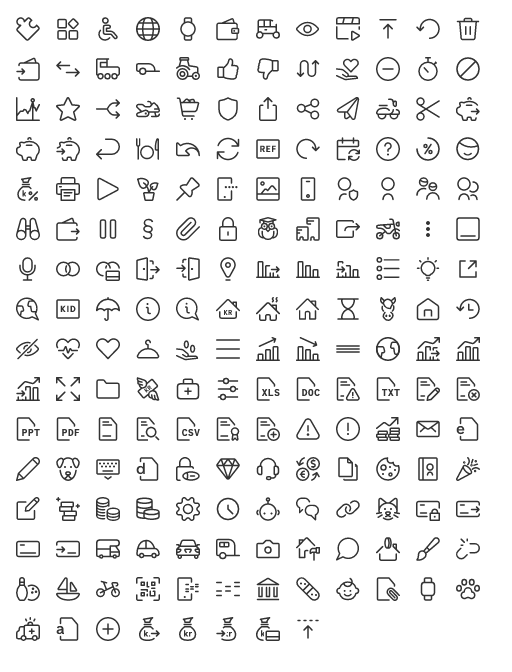 REF ? %
k%
§
KID i i KR
XLS DOC ! TXT
PPT PDF CSV ! ! e
d $ €
a k. kr :r k